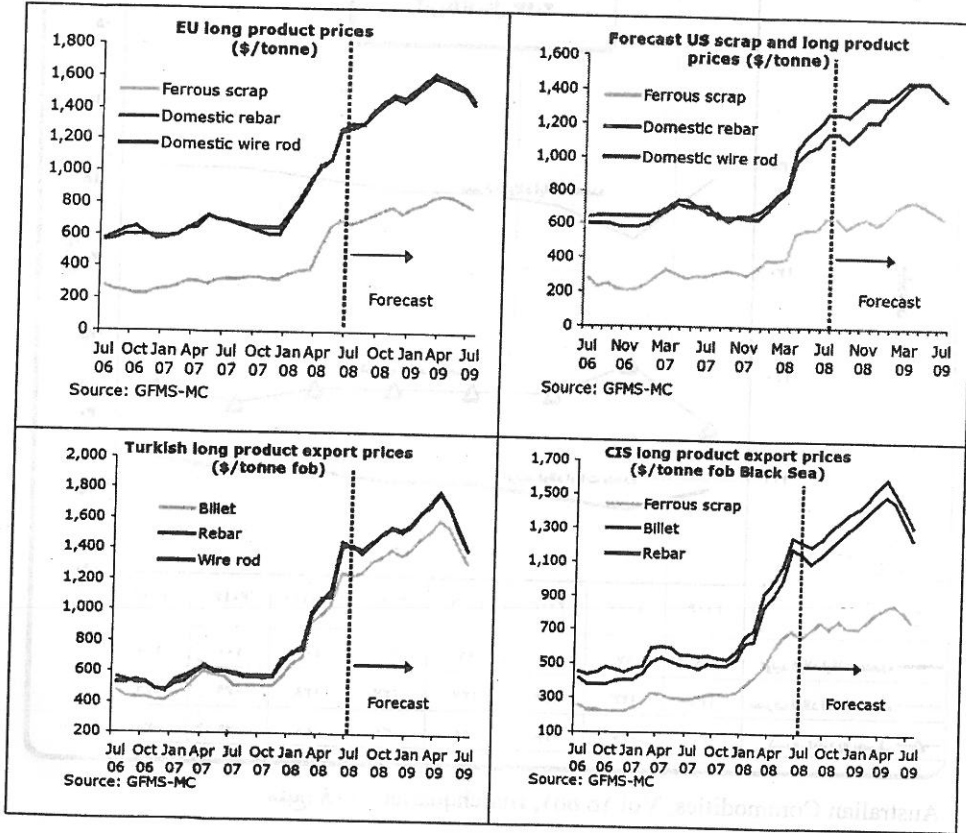 EU long product prices
($/tonne)
1,800
1,600
1,400
1,200
1,000
800
600
400
200
0
Ferrous scrap
Domestic rebar
Domestic wire rod
Forecast
Jul Oct Jan Apr Jul Oct Jan Apr Jul Oct Jan Apr Jul
06 06 07 07 07 07 08 08 08 08 09 09 09
Source: GFMS-MC
Forecast US scrap and long product
prices ($/tonne)
1,600
1,400
1,200
1,000
800
600
400
200
0
Ferrous scrap
Domestic rebar
Domestic wire rod
Forecast
Jul Nov Mar Jul Nov Mar Jul Nov Mar Jul
06 06 07 07 07 08 08 08 09 09
Source: GFMS-MC
Turkish long product export prices
($/tonne fob)
2,000
1,800
1,600
1,400
1,200
1,000
800
600
400
200
Billet
Rebar
Wire rod
Forecast
Jul Oct Jan Apr Jul Oct Jan Apr Jul Oct Jan Apr Jul
06 06 07 07 07 07 08 08 08 08 09 09 09
Source: GFMS-MC
CIS long product export prices
($/tonne fob Black Sea)
1,700
1,500
1,300
1,100
900
700
500
300
100
Ferrous scrap
Billet
Rebar
Forecast
Jul Oct Jan Apr Jul Oct Jan Apr Jul Oct Jan Apr Jul
06 06 07 07 07 07 08 08 08 08 09 09 09
Source: GFMS-MC